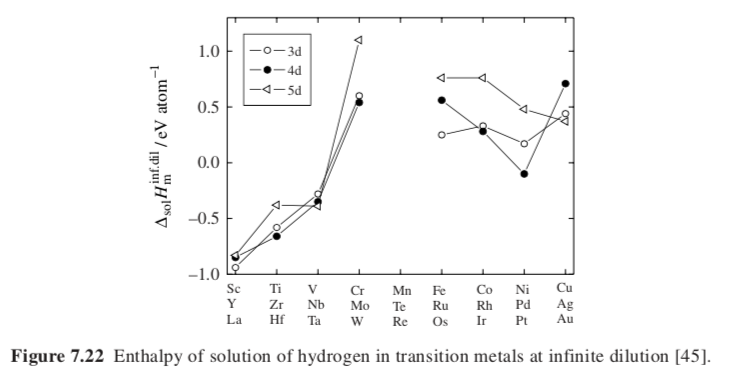 1.0
0.5
0.0
−0.5
−1.0
Δsol H m inf.dil / eV atom−1
3d
4d
5d
Sc Ti V Cr Mn Fe Co Ni Cu
Y Zr Nb Mo Te Ru Rh Pd Ag
La Hf Ta W Re Os Ir Pt Au
Figure 7.22 Enthalpy of solution of hydrogen in transition metals at infinite dilution [45].